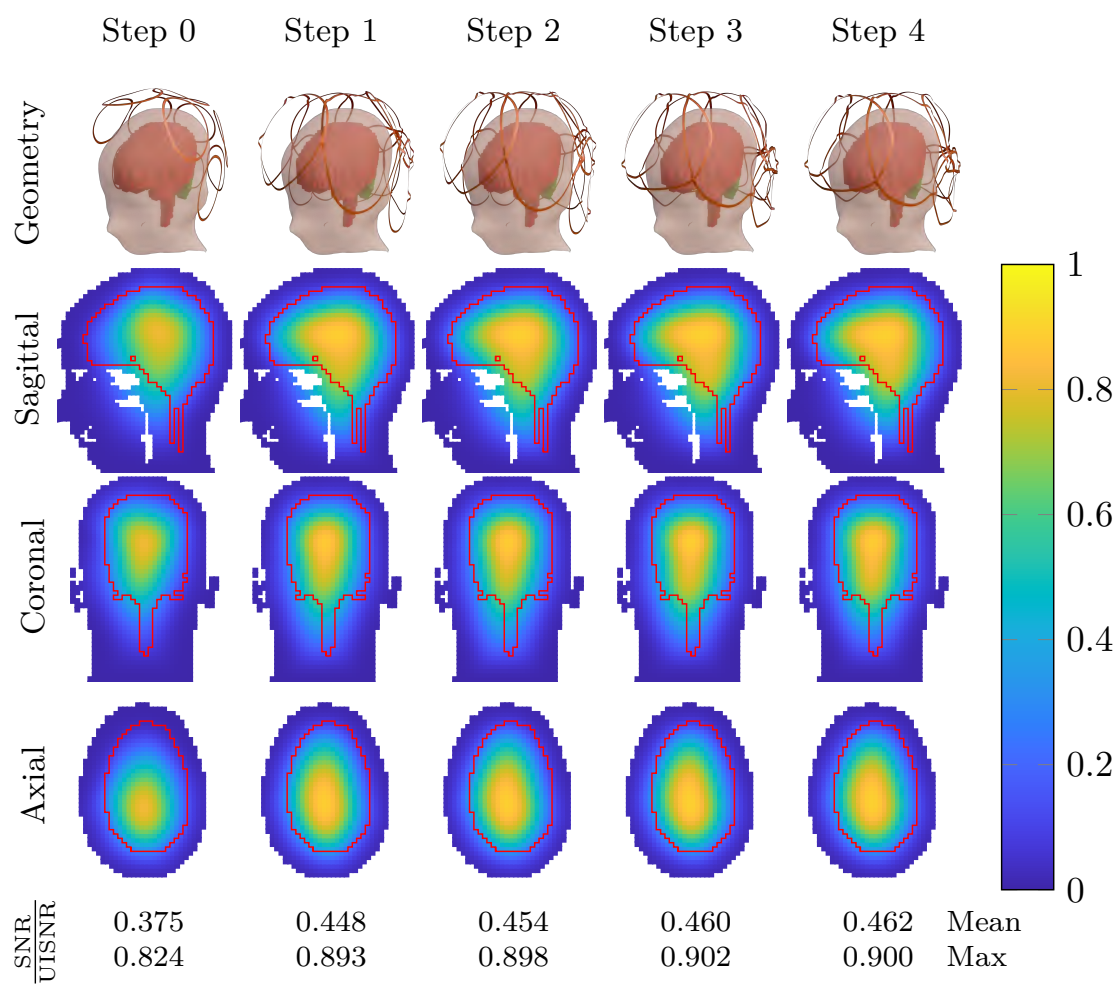 Step 0 Step 1 Step 2 Step 3 Step 4
Geometry
Sagittal
Coronal
Axial
1
0.8
0.6
0.4
0.2
0
SNR
UISNR
0.375 0.448 0.454 0.460 0.462 Mean
0.824 0.893 0.898 0.902 0.900 Max